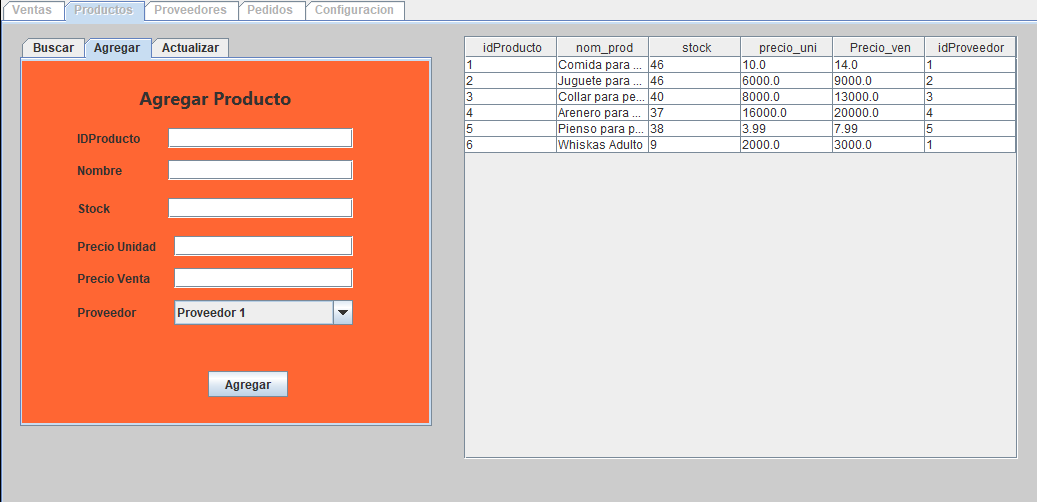 Ventas Productos Proveedores Pedidos Configuracion
Buscar Agregar Actualizar
Agregar Producto
IDProducto
Nombre
Stock
Precio Unidad
Precio Venta
Proveedor Proveedor 1
Agregar
idProducto nom_prod stock precio_uni Precio_ven idProveedor
1 Comida para ... 46 10.0 14.0 1
2 Juguete para ... 46 6000.0 9000.0 2
3 Collar para pe... 40 8000.0 13000.0 3
4 Arenero para ... 37 16000.0 20000.0 4
5 Pienso para p... 38 3.99 7.99 5
6 Whiskas Adulto 9 2000.0 3000.0 1